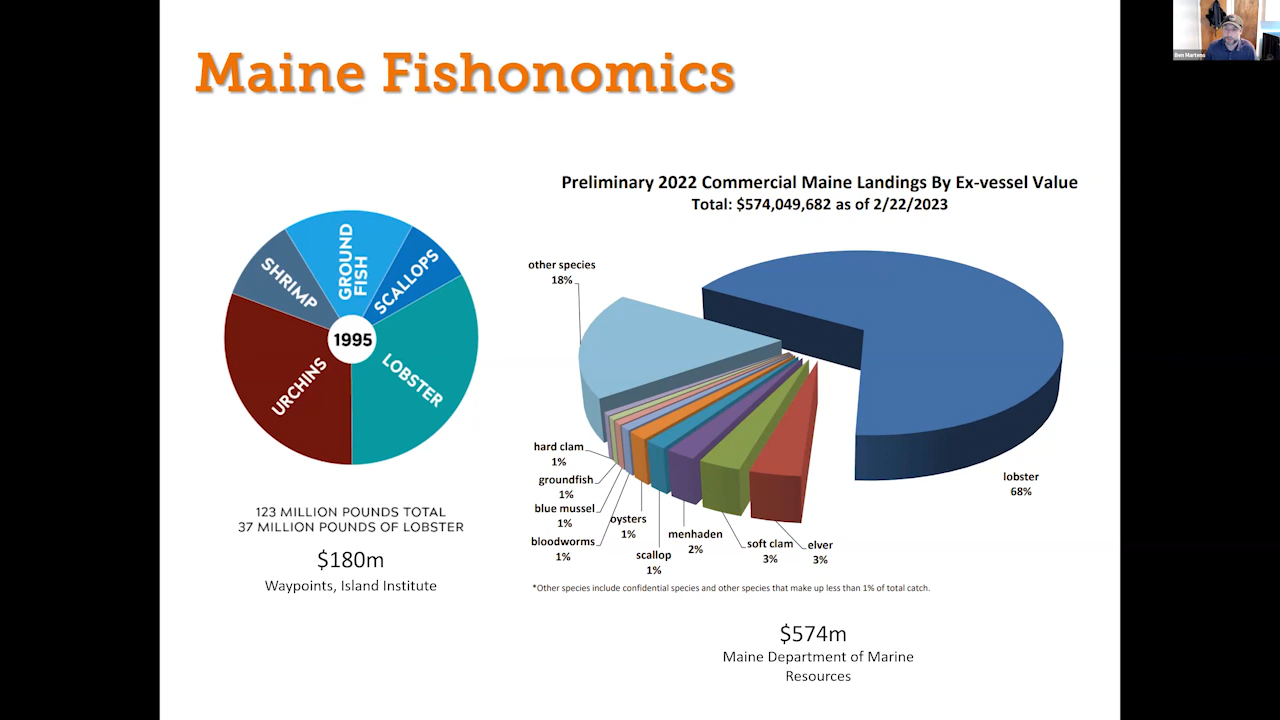 Maine Fishonomics
Ben Martens
SHRIMP
GROUND
FISH
SCALLOPS
1995
URCHINS
LOBSTER
123 MILLION POUNDS TOTAL
37 MILLION POUNDS OF LOBSTER
$180m
Waypoints, Island Institute
Preliminary 2022 Commercial Maine Landings By Ex-vessel Value
Total: $574,049,682 as of 2/22/2023
other species
18%
hard clam
1%
groundfish
1%
blue mussel
1%
bloodworms
1%
oysters
1%
scallop
1%
menhaden
2%
soft clam
3%
elver
3%
lobster
68%
*Other species include confidential species and other species that make up less than 1% of total catch.
$574m
Maine Department of Marine
Resources